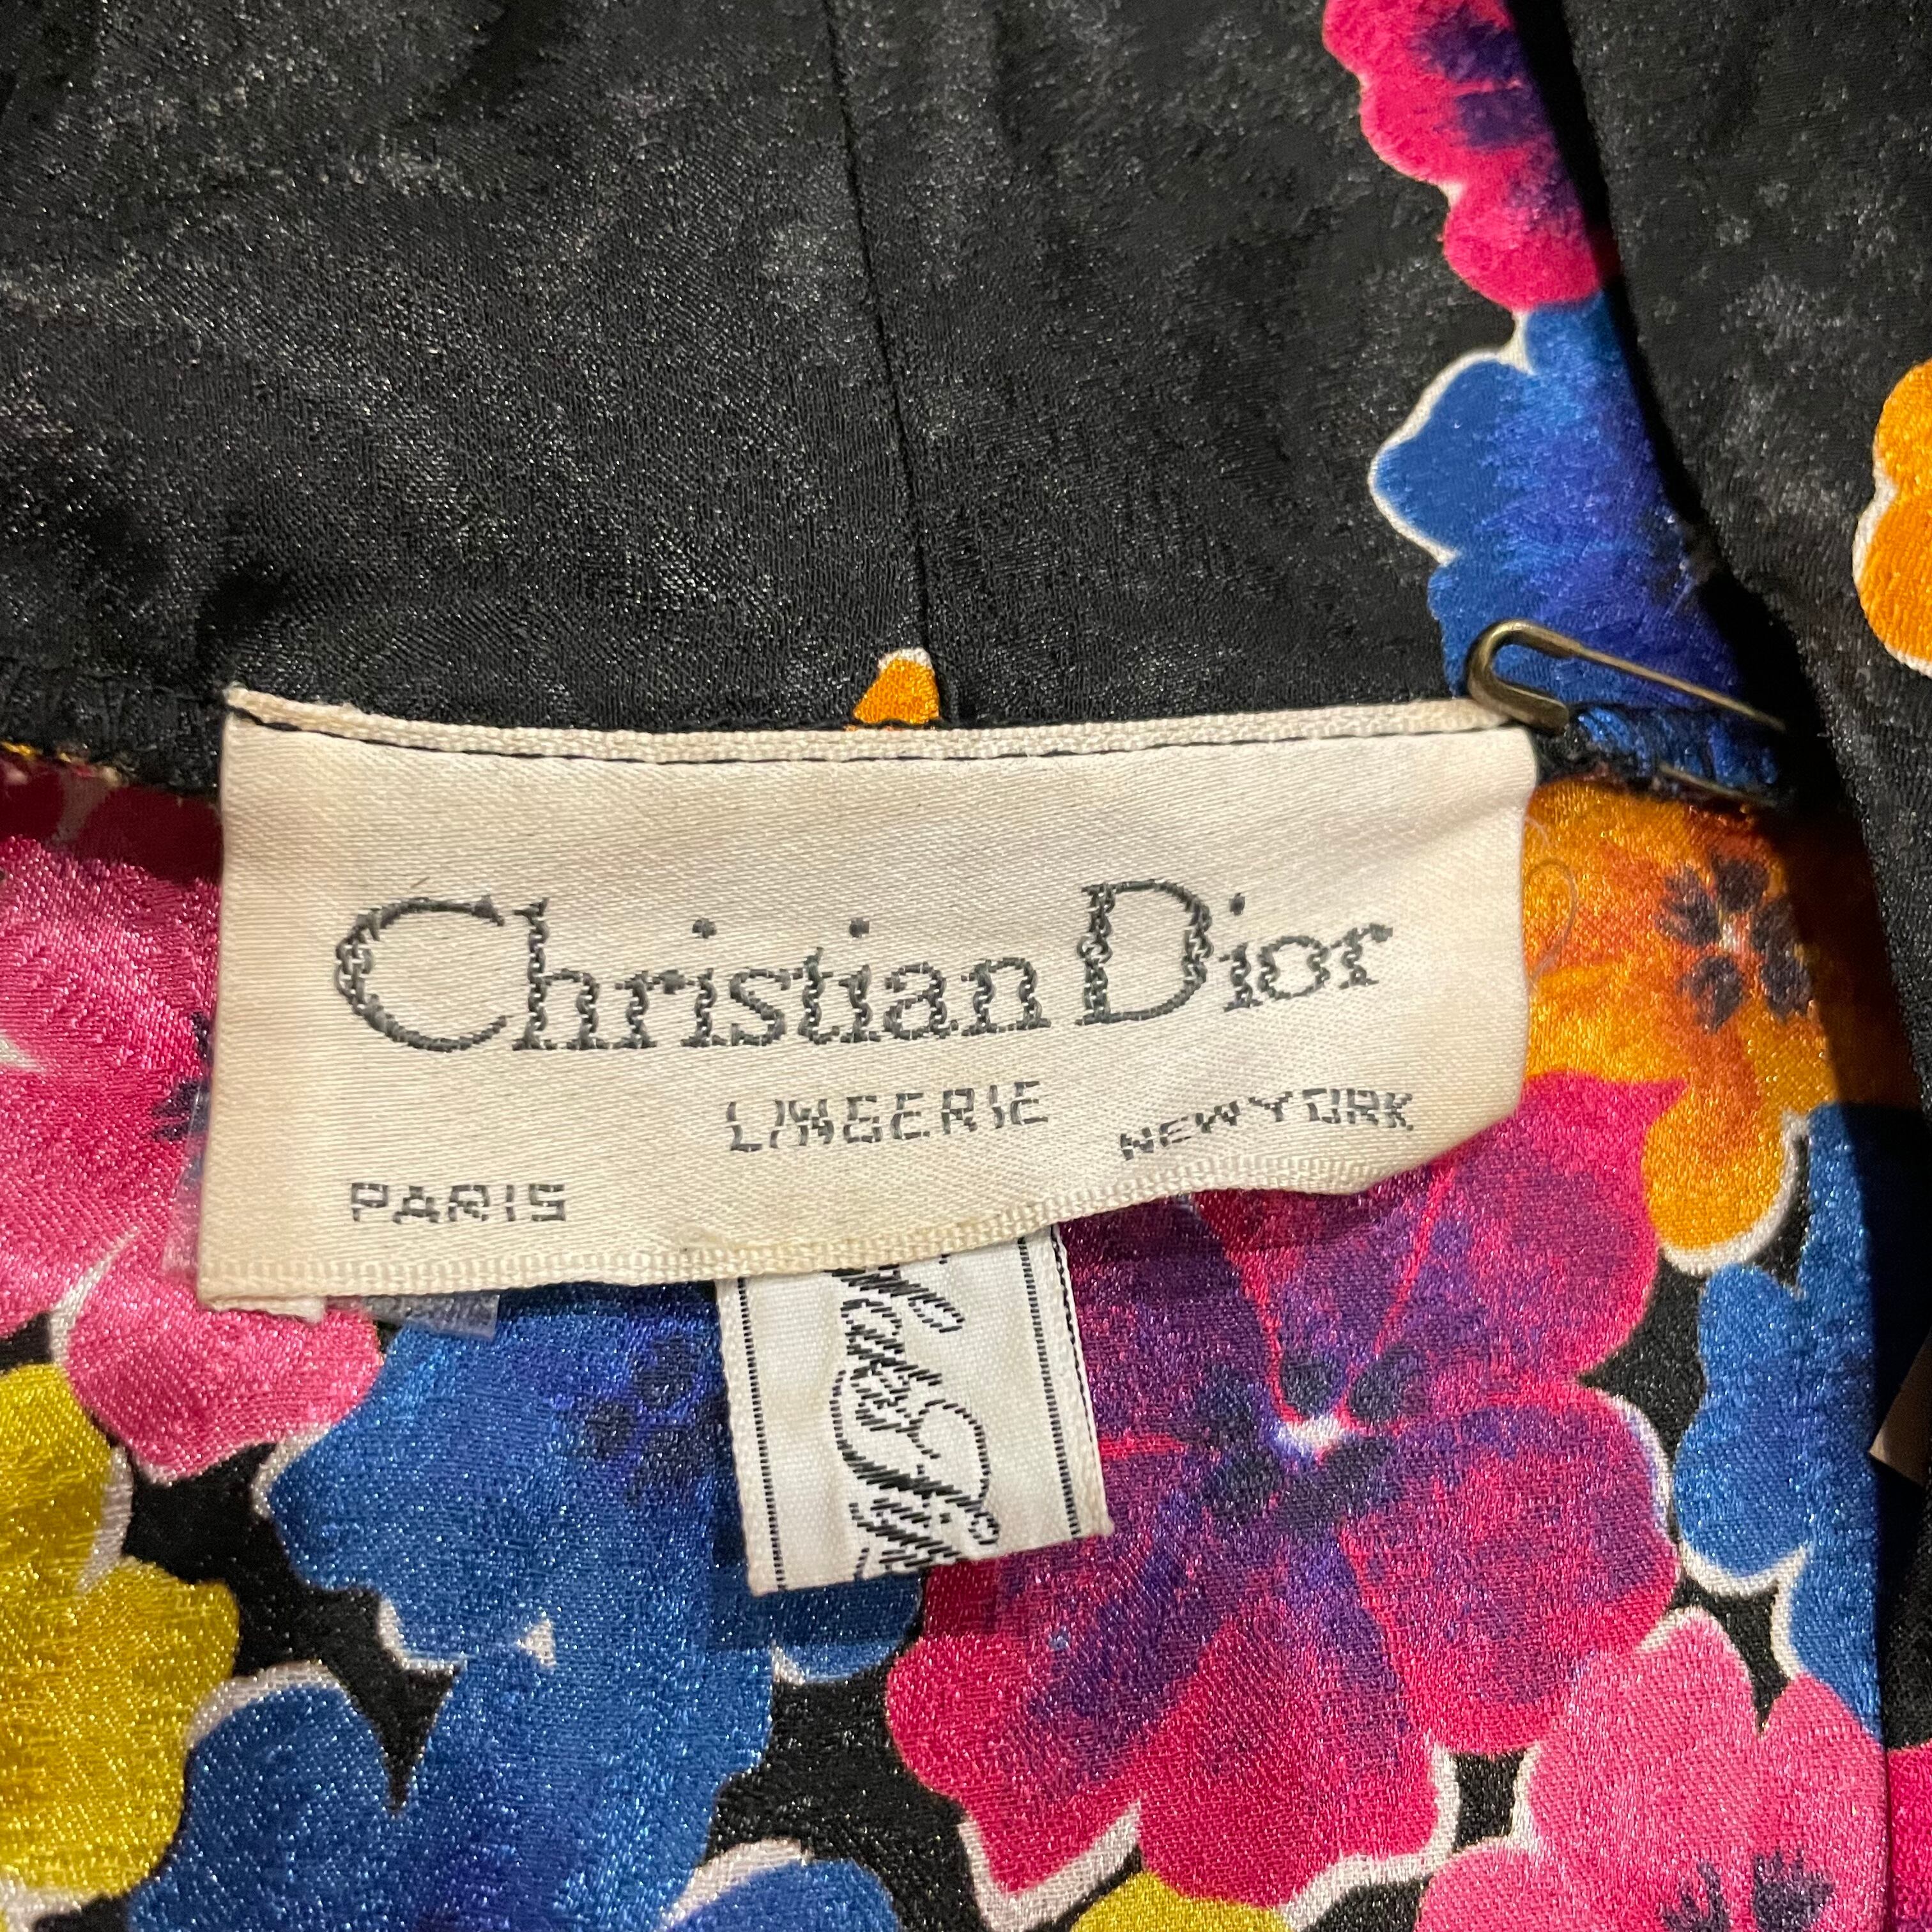 Christian Dior
LINGERIE
PARIS NEW YORK